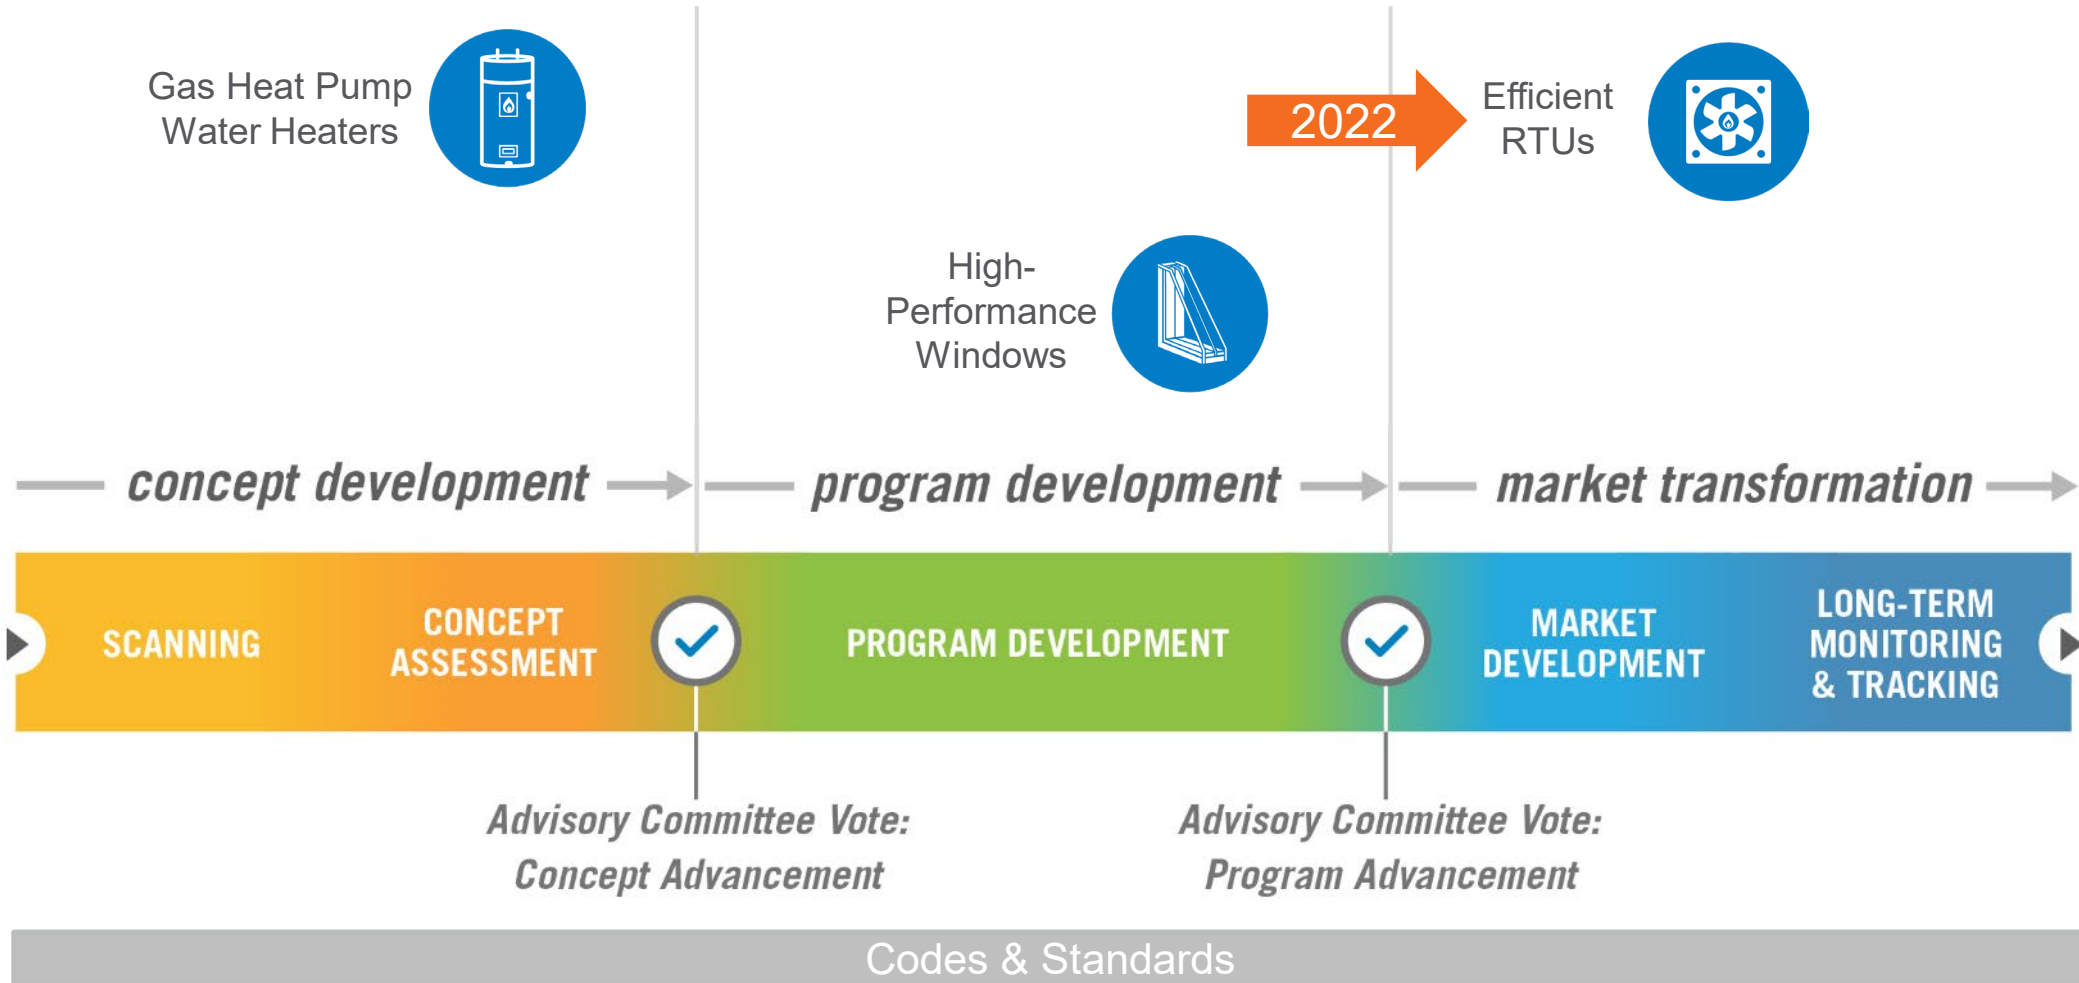 Gas Heat Pump
Water Heaters
2022
Efficient
RTUs
High-
Performance
Windows
concept development
program development
market transformation
SCANNING
CONCEPT
ASSESSMENT
PROGRAM DEVELOPMENT
MARKET
DEVELOPMENT
LONG-TERM
MONITORING
& TRACKING
Advisory Committee Vote:
Concept Advancement
Advisory Committee Vote:
Program Advancement
Codes & Standards